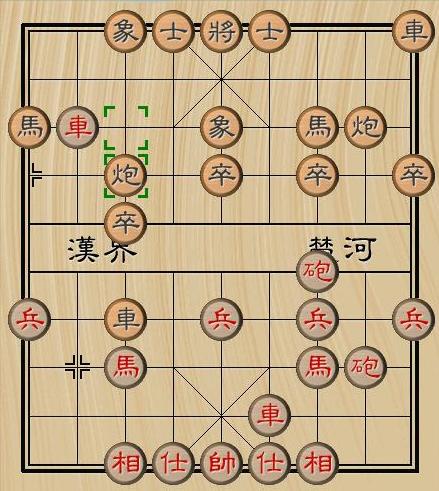 象 士 將 士 車
馬 車 象 馬 炮
炮 卒 卒 卒
卒
漢 界 楚 河
砲
兵 車 兵 兵 兵
馬 馬 砲
車
相 仕 帥 仕 相